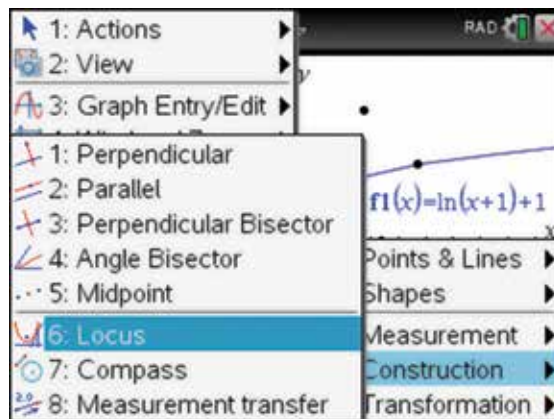 1: Actions
RAD
2: View
y
3: Graph Entry/Edit
1: Perpendicular
2: Parallel
f1(x)=ln(x+1)+1
3: Perpendicular Bisector
x
4: Angle Bisector
Points & Lines
5: Midpoint
Shapes
6: Locus
Measurement
7: Compass
Construction
8: Measurement transfer
Transformation